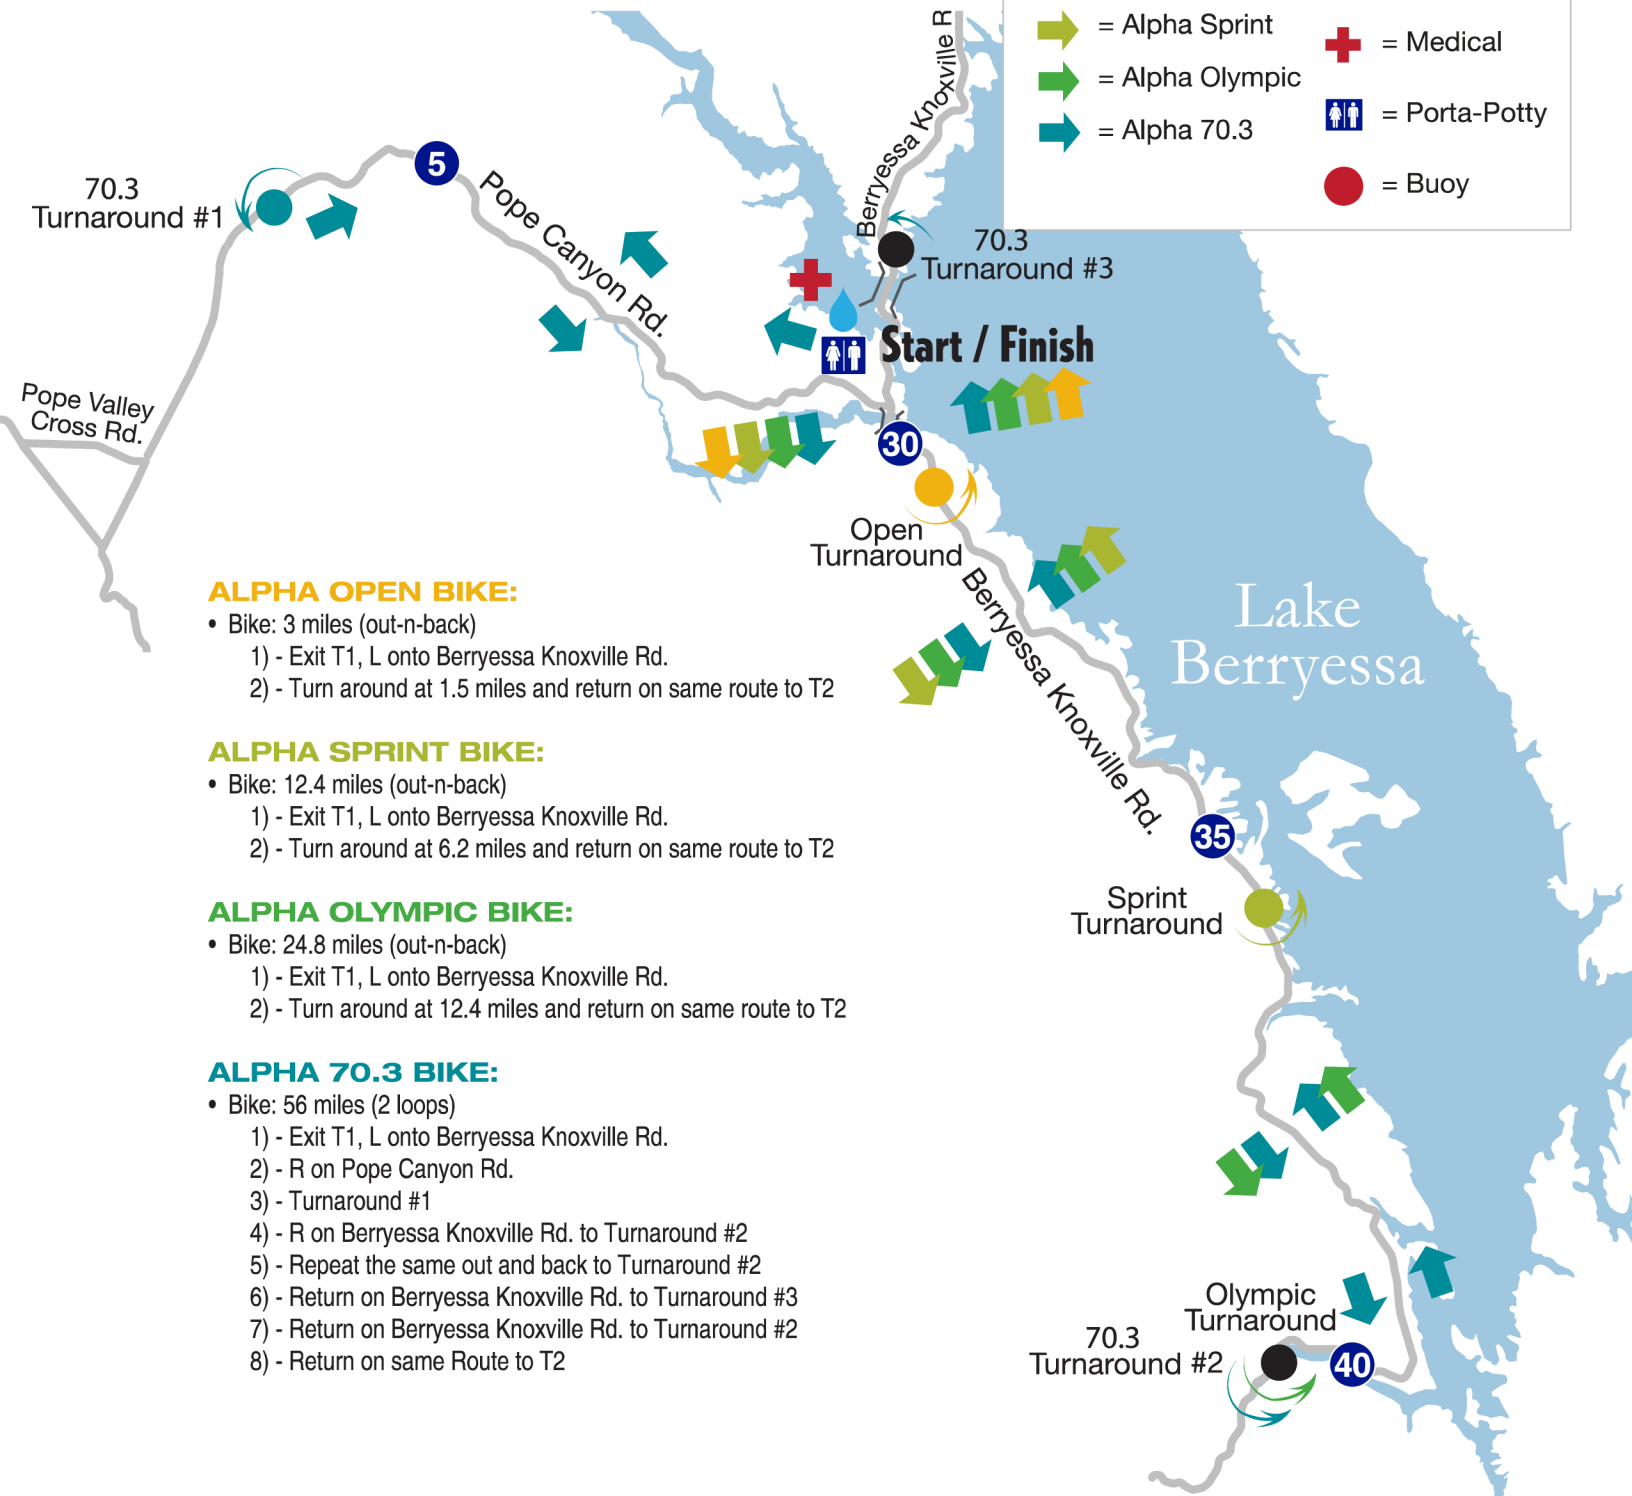 = Alpha Sprint
= Alpha Olympic
= Alpha 70.3
= Medical
= Porta-Potty
= Buoy
Berryessa Knoxville R
5
70.3
Turnaround #1
Pope Canyon Rd.
70.3
Turnaround #3
Start / Finish
Pope Valley
Cross Rd.
30
Open
Turnaround
Lake
Berryessa
Berryessa Knoxville Rd.
35
Sprint
Turnaround
ALPHA OPEN BIKE:
• Bike: 3 miles (out-n-back)
1) - Exit T1, L onto Berryessa Knoxville Rd.
2) - Turn around at 1.5 miles and return on same route to T2
ALPHA SPRINT BIKE:
• Bike: 12.4 miles (out-n-back)
1) - Exit T1, L onto Berryessa Knoxville Rd.
2) - Turn around at 6.2 miles and return on same route to T2
ALPHA OLYMPIC BIKE:
• Bike: 24.8 miles (out-n-back)
1) - Exit T1, L onto Berryessa Knoxville Rd.
2) - Turn around at 12.4 miles and return on same route to T2
ALPHA 70.3 BIKE:
• Bike: 56 miles (2 loops)
1) - Exit T1, L onto Berryessa Knoxville Rd.
2) - R on Pope Canyon Rd.
3) - Turnaround #1
4) - R on Berryessa Knoxville Rd. to Turnaround #2
5) - Repeat the same out and back to Turnaround #2
6) - Return on Berryessa Knoxville Rd. to Turnaround #3
7) - Return on Berryessa Knoxville Rd. to Turnaround #2
8) - Return on same Route to T2
Olympic
Turnaround
70.3
Turnaround #2
40